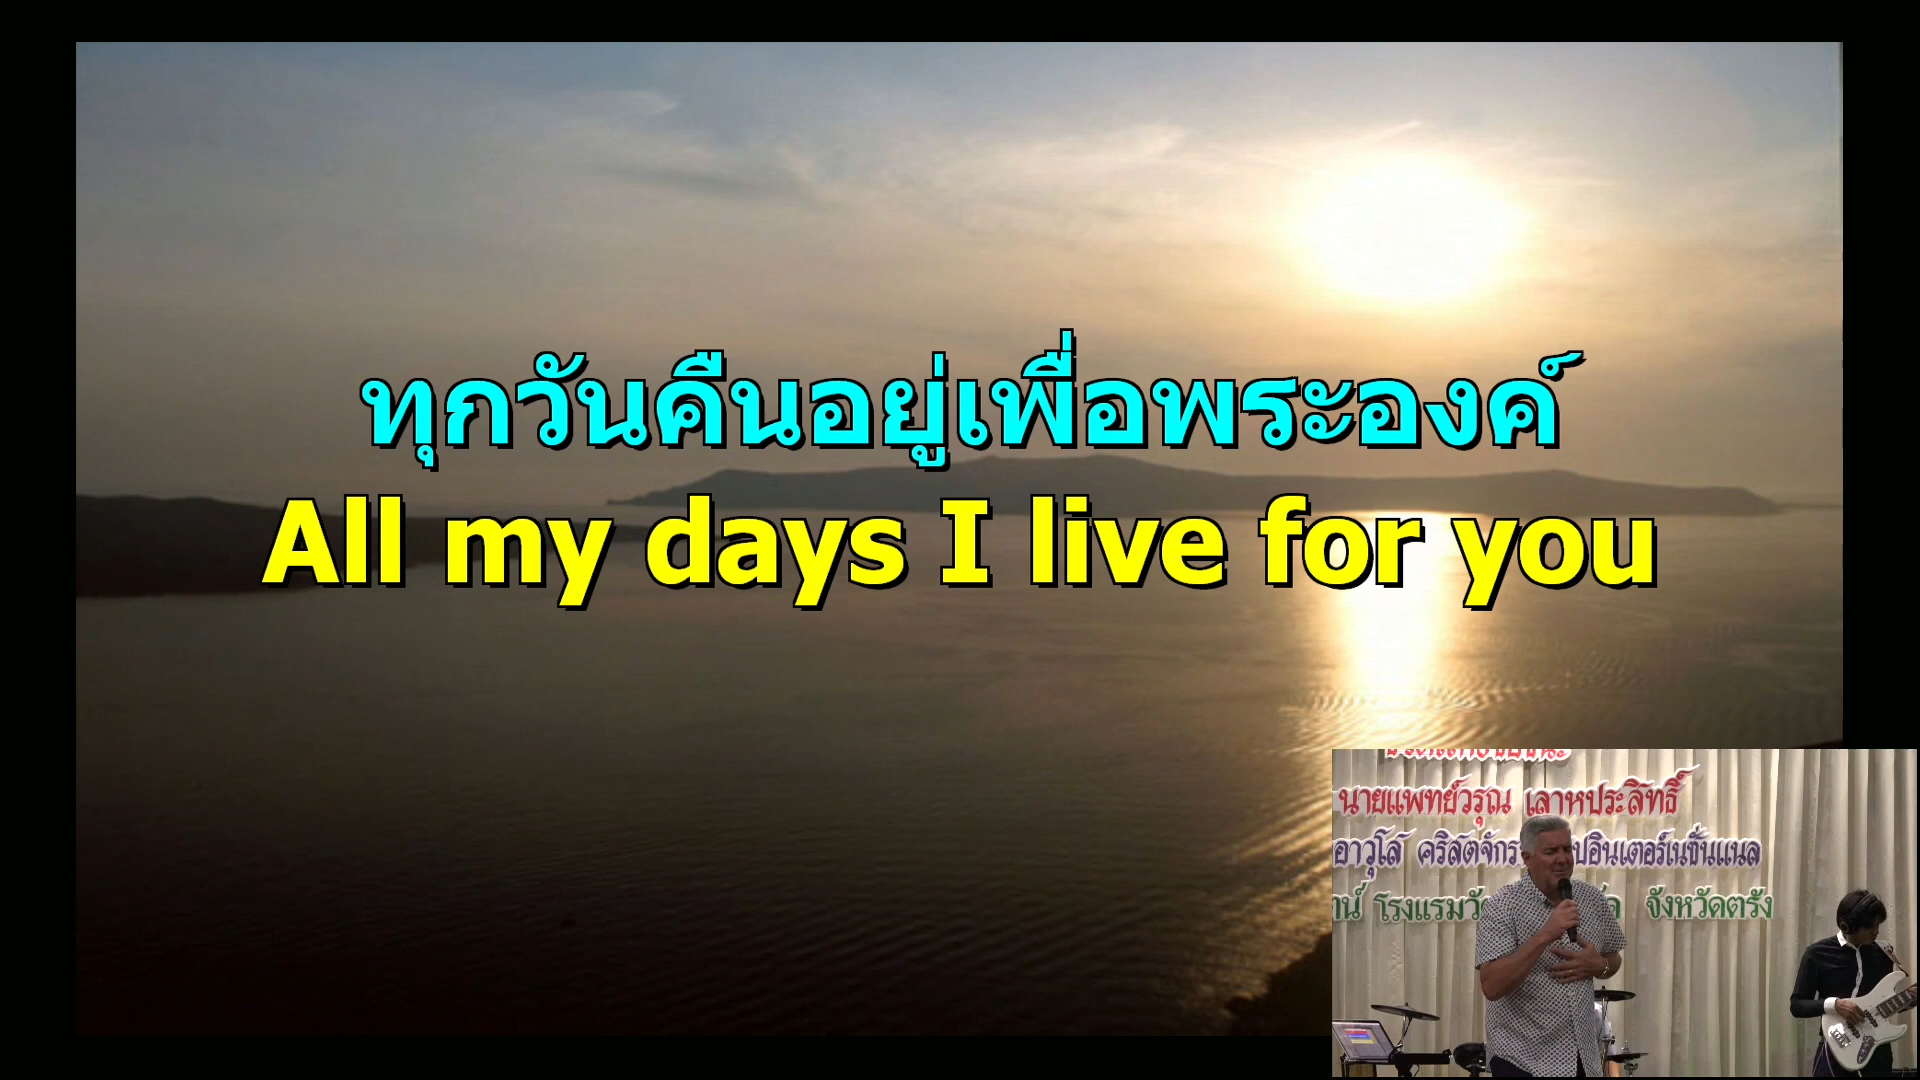 ทุกวันคืนอยู่เพื่อพระองค์
All my days I live for you
นายแพทย์วรุณ เลาหประสิทธิ์
อาวุโส คริสตจักร
ปอินเตอร์เนชั่นแนล
โรงแรมวั
จังหวัดตรัง